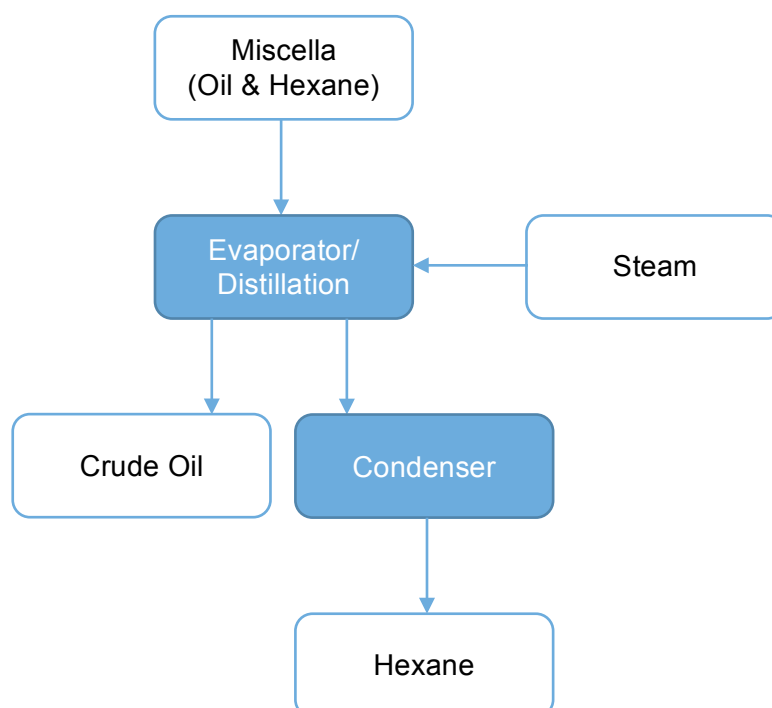 Miscella
(Oil & Hexane)
Evaporator/
Distillation
Steam
Crude Oil
Condenser
Hexane